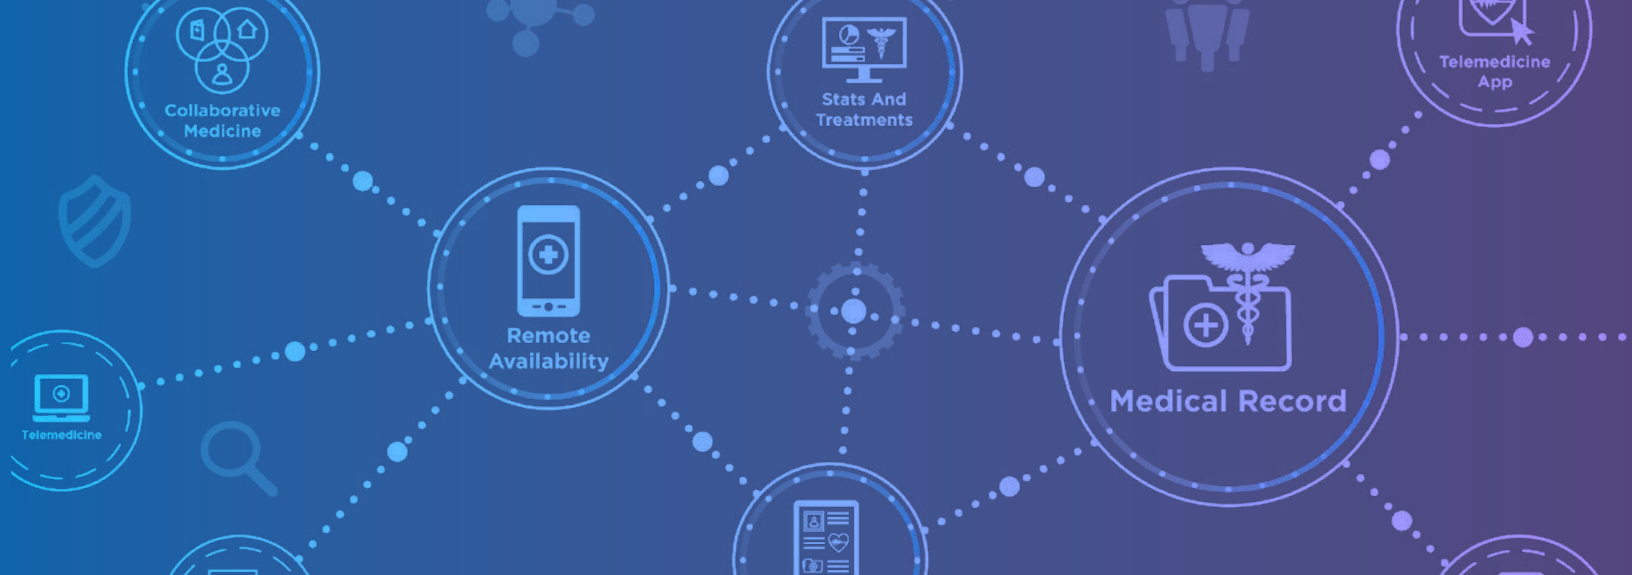 Collaborative
Medicine
Stats And
Treatments
Telemedicine
App
Remote
Availability
Medical Record
Telemedicine